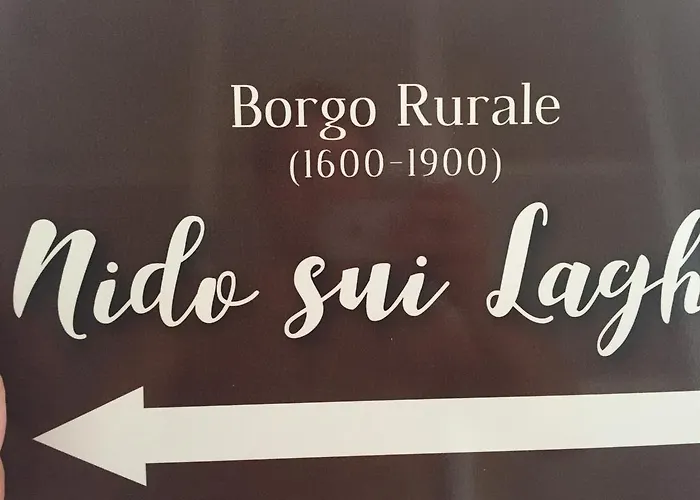 Borgo Rurale
(1600-1900)
Nido sui Lagh